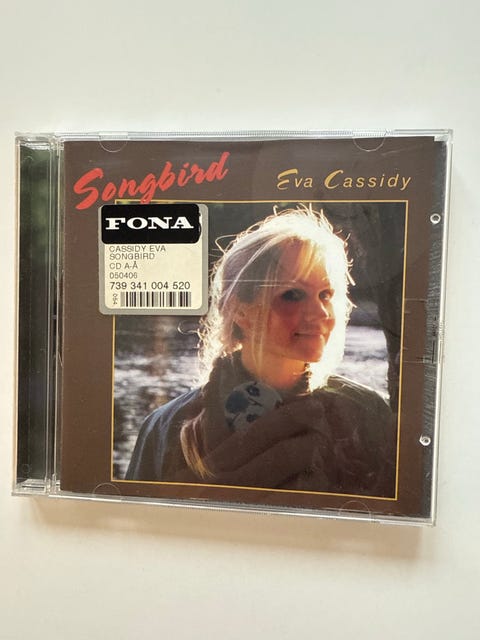 Songbird
Eva Cassidy
FONA
CASSIDY EVA
SONGBIRD
CD A-Å
050406
739 341 004 520